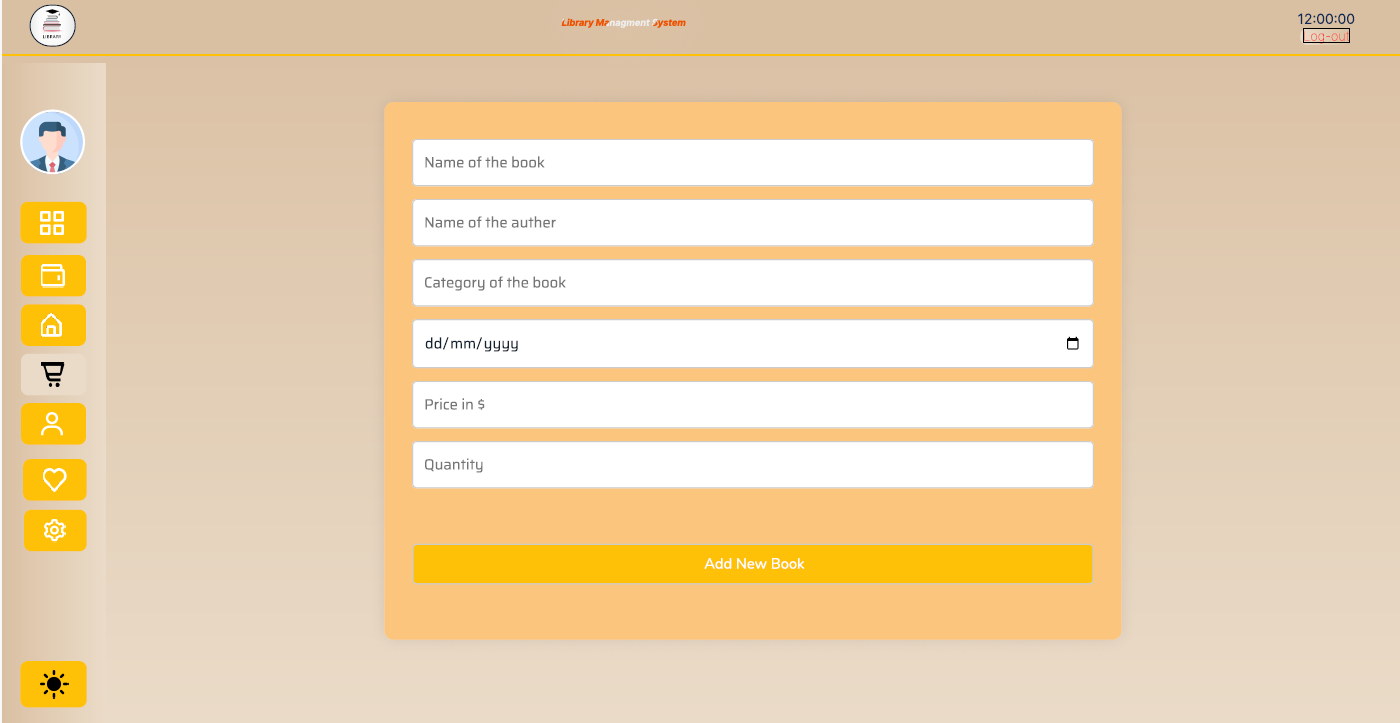 LIBRARY
Library Managment System
12:00:00
Log-out
Name of the book
Name of the auther
Category of the book
dd/mm/yyyy
Price in $
Quantity
Add New Book